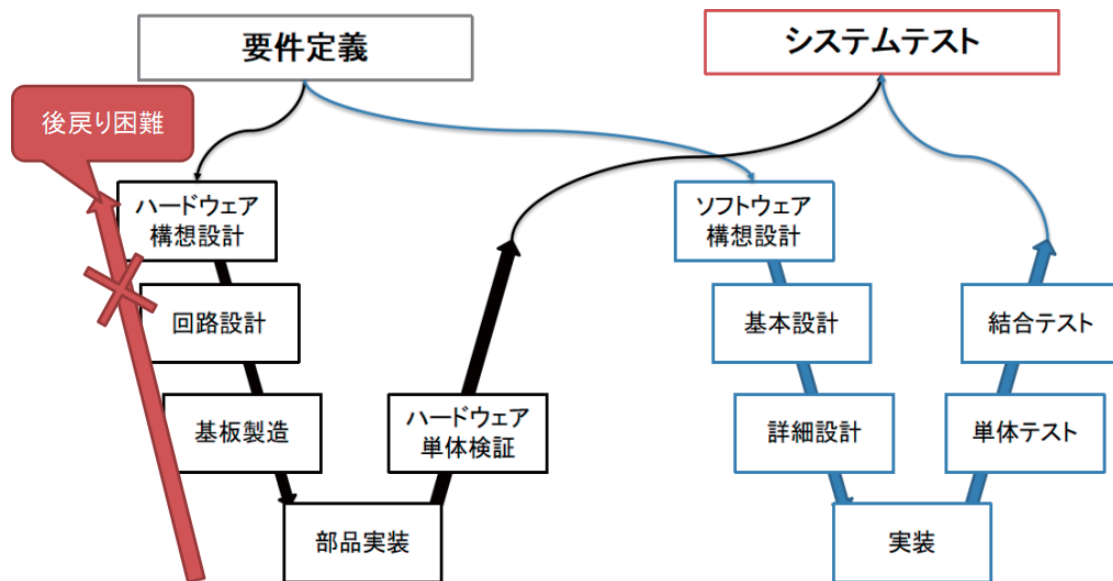 要件定義
システムテスト
後戻り困難
ハードウェア
構想設計
ソフトウェア
構想設計
回路設計
基本設計
結合テスト
基板製造
ハードウェア
単体検証
詳細設計
単体テスト
部品実装
実装